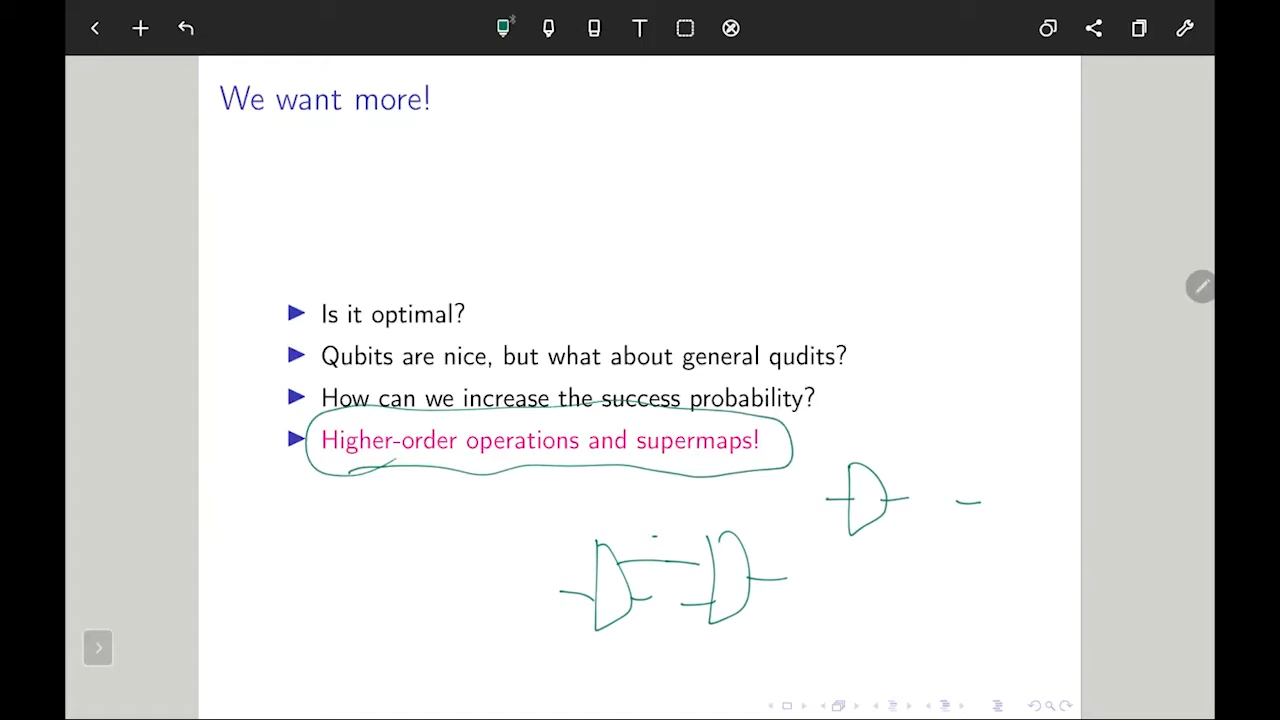 We want more!
Is it optimal?
Qubits are nice, but what about general qudits?
How can we increase the success probability?
Higher-order operations and supermaps!